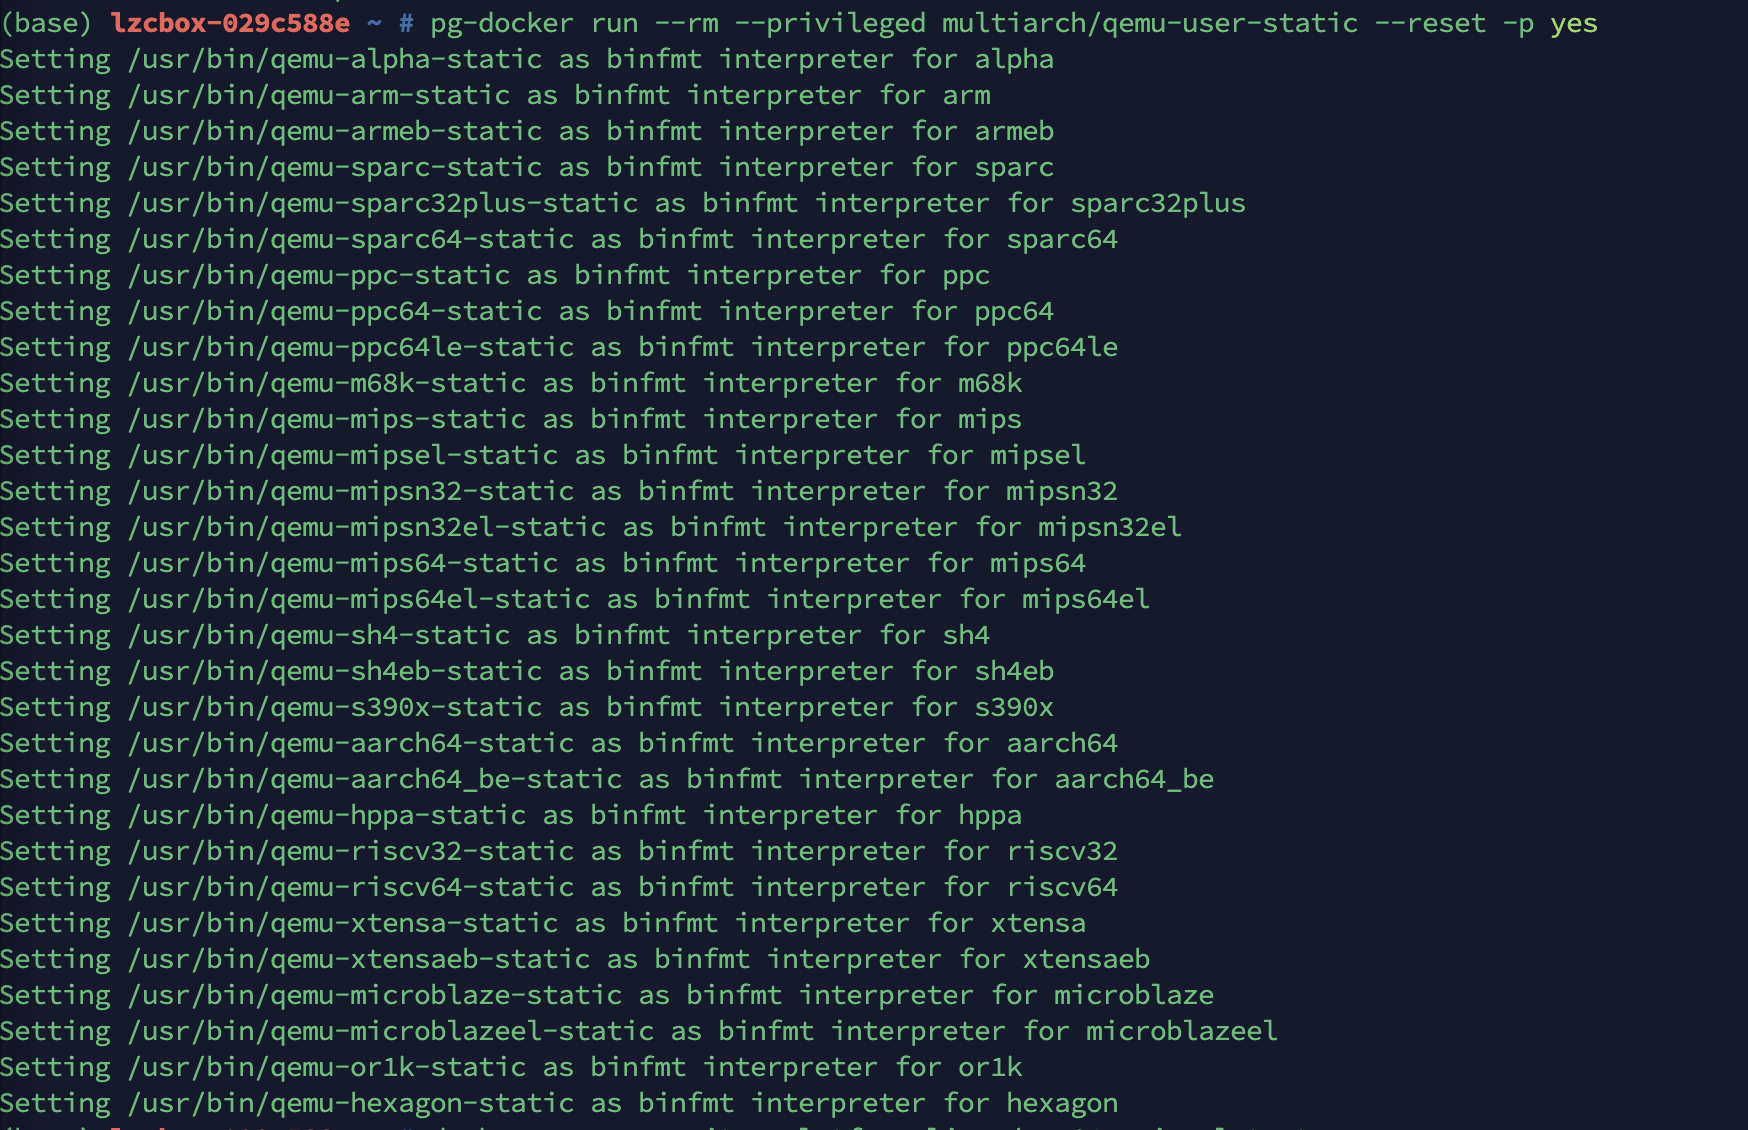 (base) lzcbox-029c588e ~ # pg-docker run --rm --privileged multiarch/qemu-user-static --reset -p yes
Setting /usr/bin/qemu-alpha-static as binfmt interpreter for alpha
Setting /usr/bin/qemu-arm-static as binfmt interpreter for arm
Setting /usr/bin/qemu-armeb-static as binfmt interpreter for armeb
Setting /usr/bin/qemu-sparc-static as binfmt interpreter for sparc
Setting /usr/bin/qemu-sparc32plus-static as binfmt interpreter for sparc32plus
Setting /usr/bin/qemu-sparc64-static as binfmt interpreter for sparc64
Setting /usr/bin/qemu-ppc-static as binfmt interpreter for ppc
Setting /usr/bin/qemu-ppc64-static as binfmt interpreter for ppc64
Setting /usr/bin/qemu-ppc64le-static as binfmt interpreter for ppc64le
Setting /usr/bin/qemu-m68k-static as binfmt interpreter for m68k
Setting /usr/bin/qemu-mips-static as binfmt interpreter for mips
Setting /usr/bin/qemu-mipsel-static as binfmt interpreter for mipsel
Setting /usr/bin/qemu-mipsn32-static as binfmt interpreter for mipsn32
Setting /usr/bin/qemu-mipsn32el-static as binfmt interpreter for mipsn32el
Setting /usr/bin/qemu-mips64-static as binfmt interpreter for mips64
Setting /usr/bin/qemu-mips64el-static as binfmt interpreter for mips64el
Setting /usr/bin/qemu-sh4-static as binfmt interpreter for sh4
Setting /usr/bin/qemu-sh4eb-static as binfmt interpreter for sh4eb
Setting /usr/bin/qemu-s390x-static as binfmt interpreter for s390x
Setting /usr/bin/qemu-aarch64-static as binfmt interpreter for aarch64
Setting /usr/bin/qemu-aarch64_be-static as binfmt interpreter for aarch64_be
Setting /usr/bin/qemu-hppa-static as binfmt interpreter for hppa
Setting /usr/bin/qemu-riscv32-static as binfmt interpreter for riscv32
Setting /usr/bin/qemu-riscv64-static as binfmt interpreter for riscv64
Setting /usr/bin/qemu-xtensa-static as binfmt interpreter for xtensa
Setting /usr/bin/qemu-xtensaeb-static as binfmt interpreter for xtensaeb
Setting /usr/bin/qemu-microblaze-static as binfmt interpreter for microblaze
Setting /usr/bin/qemu-microblazeel-static as binfmt interpreter for microblazeel
Setting /usr/bin/qemu-or1k-static as binfmt interpreter for or1k
Setting /usr/bin/qemu-hexagon-static as binfmt interpreter for hexagon